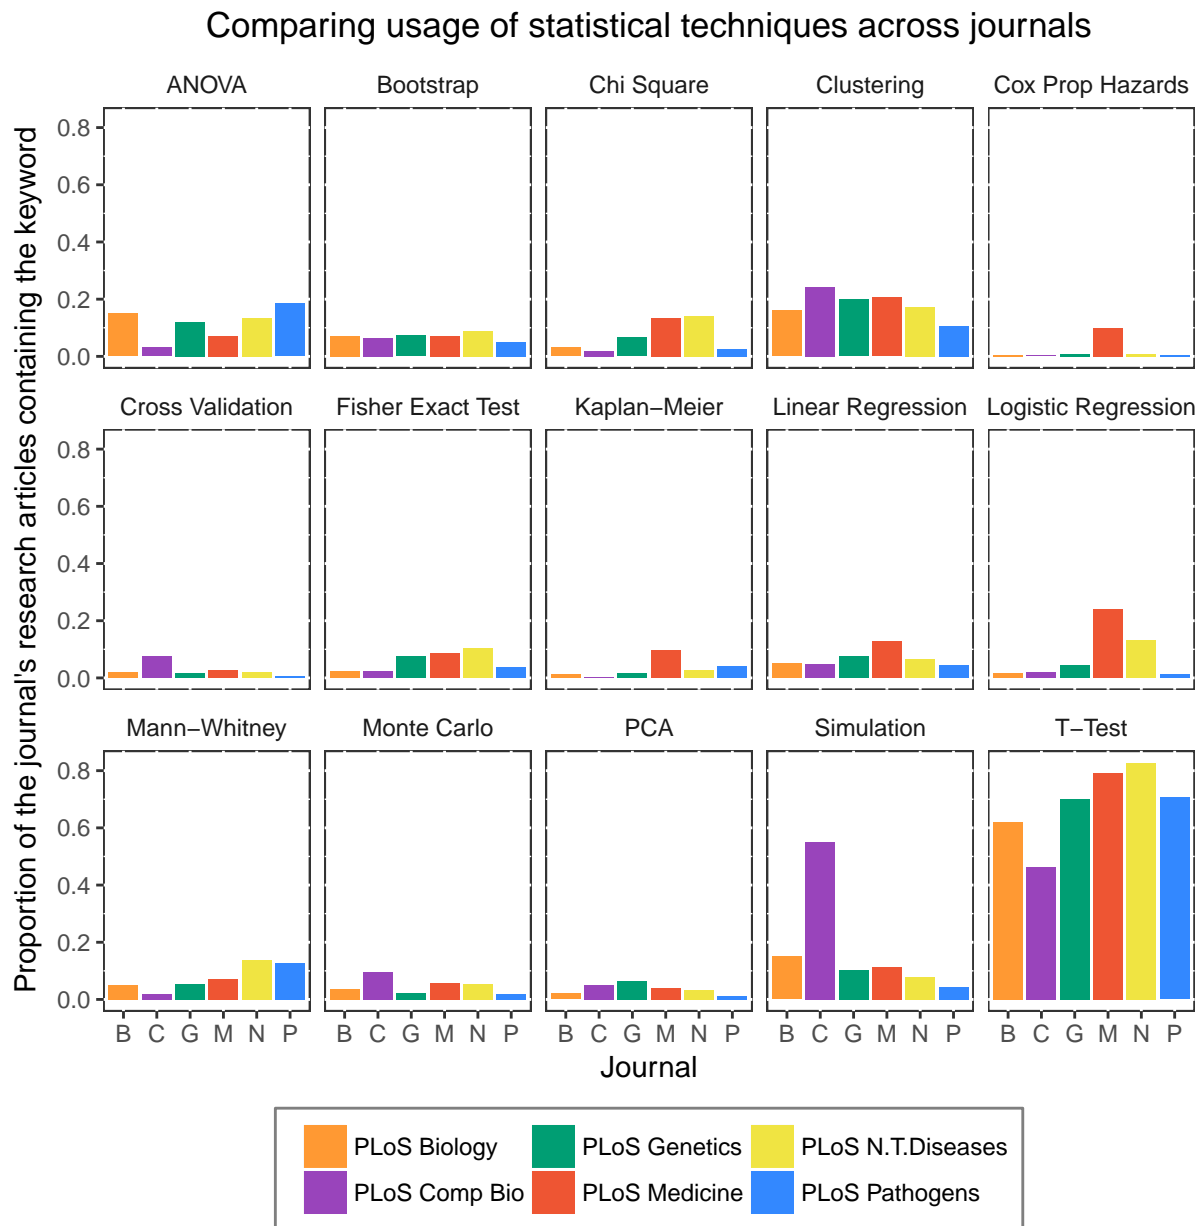 Comparing usage of statistical techniques across journals
ANOVA Bootstrap Chi Square Clustering Cox Prop Hazards
0.8
0.6
0.4
0.2
0.0
Cross Validation Fisher Exact Test Kaplan−Meier Linear Regression Logistic Regression
0.8
0.6
0.4
0.2
0.0
Mann−Whitney Monte Carlo PCA Simulation T−Test
0.8
0.6
0.4
0.2
0.0
B C G M N P B C G M N P B C G M N P B C G M N P B C G M N P
Journal
Proportion of the journal's research articles containing the keyword
PLoS Biology PLoS Genetics PLoS N.T.Diseases
PLoS Comp Bio PLoS Medicine PLoS Pathogens